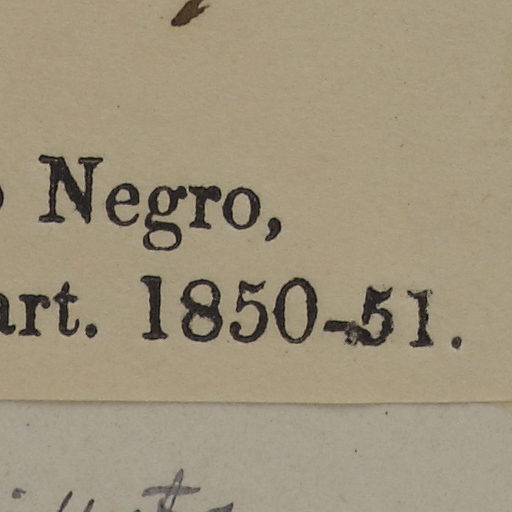 Negro,
art. 1850-51.